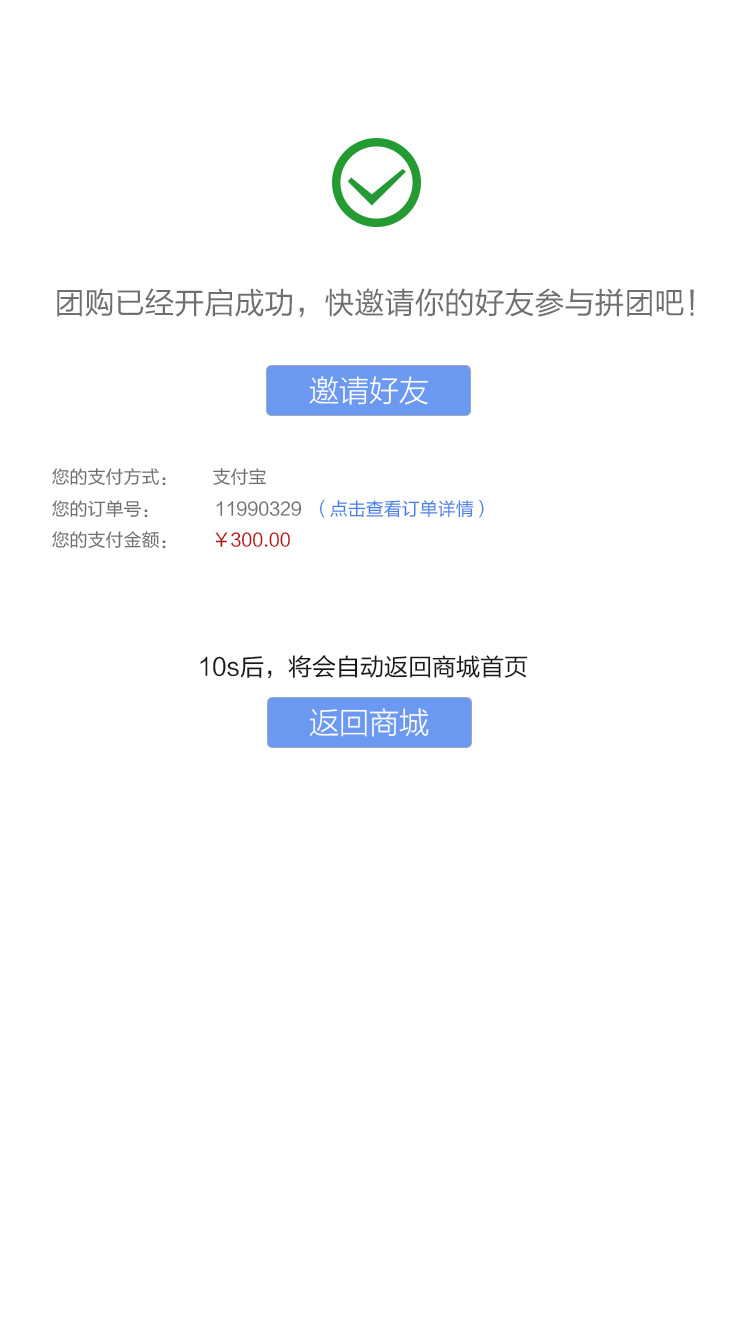 团购已经开启成功，快邀请你的好友参与拼团吧！
邀请好友
您的支付方式： 支付宝
您的订单号： 11990329 （点击查看订单详情）
您的支付金额： ￥300.00
10s后，将会自动返回商城首页
返回商城